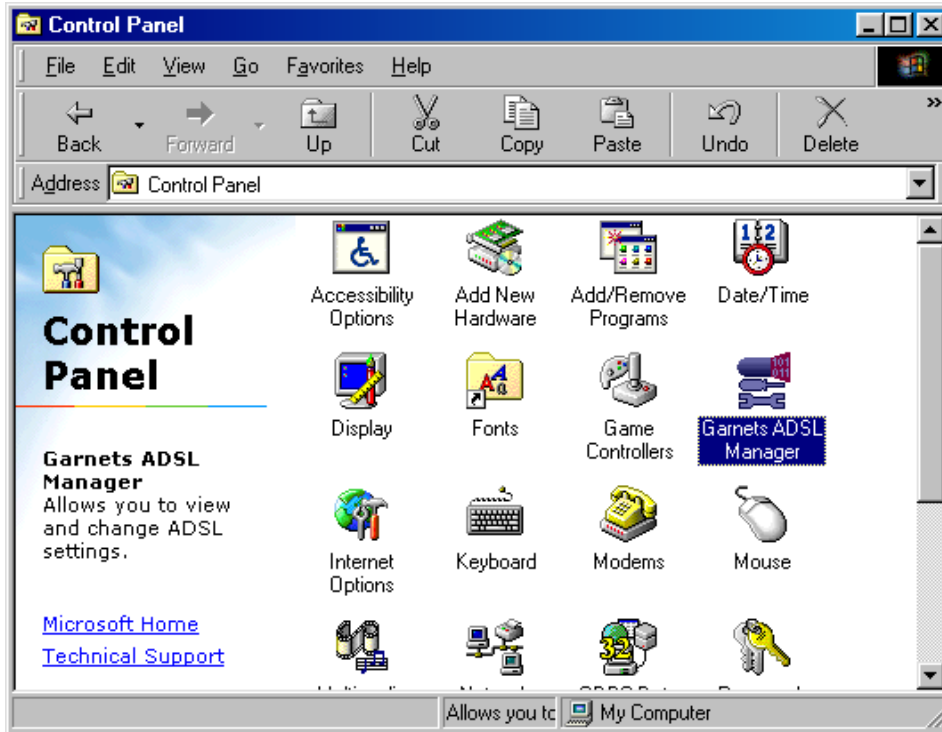 Control Panel
File Edit View Go Favorites Help
Back Forward Up Cut Copy Paste Undo Delete »
Address Control Panel
Control
Panel
Garnets ADSL
Manager
Allows you to view
and change ADSL
settings.
Microsoft Home
Technical Support
Accessibility
Options
Add New
Hardware
Add/Remove
Programs
Date/Time
Display
Fonts
Game
Controllers
Garnets ADSL
Manager
Internet
Options
Keyboard
Modems
Mouse
Allows you to My Computer